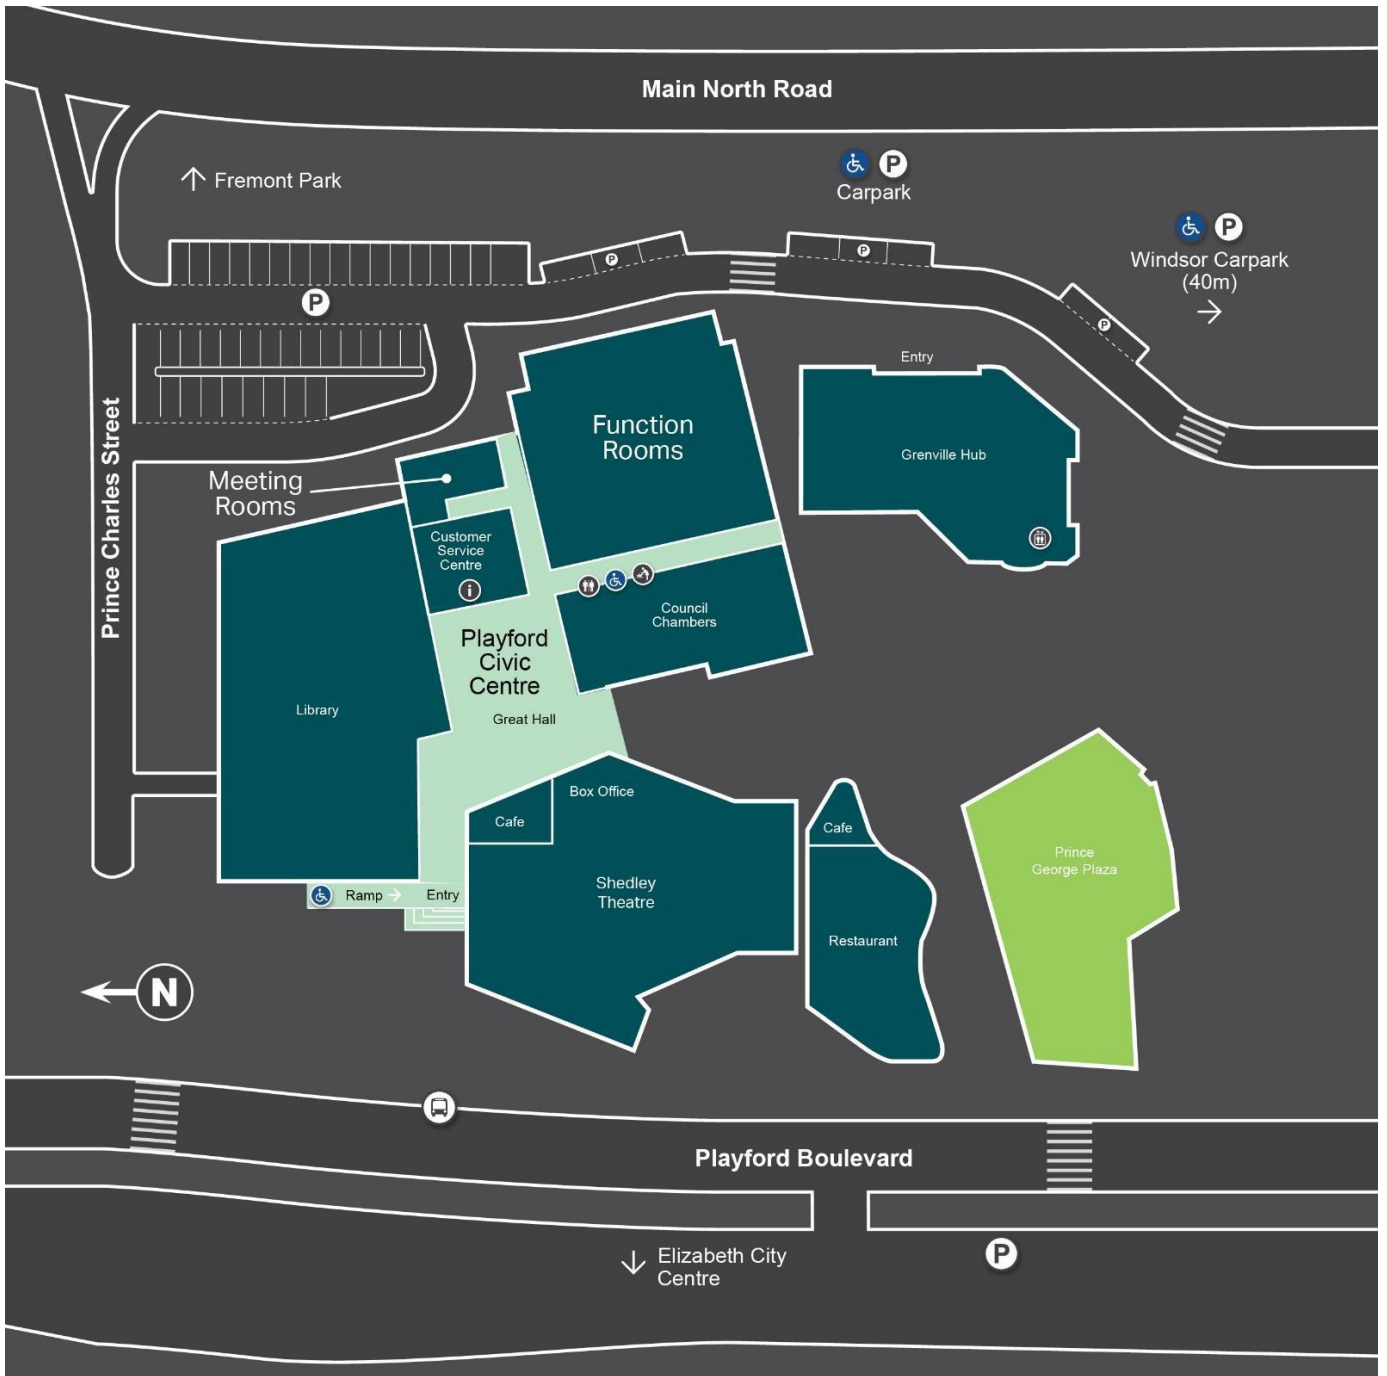 Main North Road
Fremont Park
P
Carpark
P
Windsor Carpark
(40m)
P
P
P
P
Entry
Function
Rooms
Grenville Hub
Meeting
Rooms
Prince Charles Street
Customer
Service
Centre
i
Council
Chambers
Playford
Civic
Centre
Great Hall
Library
Box Office
Cafe
Cafe
Prince
George Plaza
Shedley
Theatre
Ramp
Entry
Restaurant
N
Playford Boulevard
Elizabeth City
Centre
P